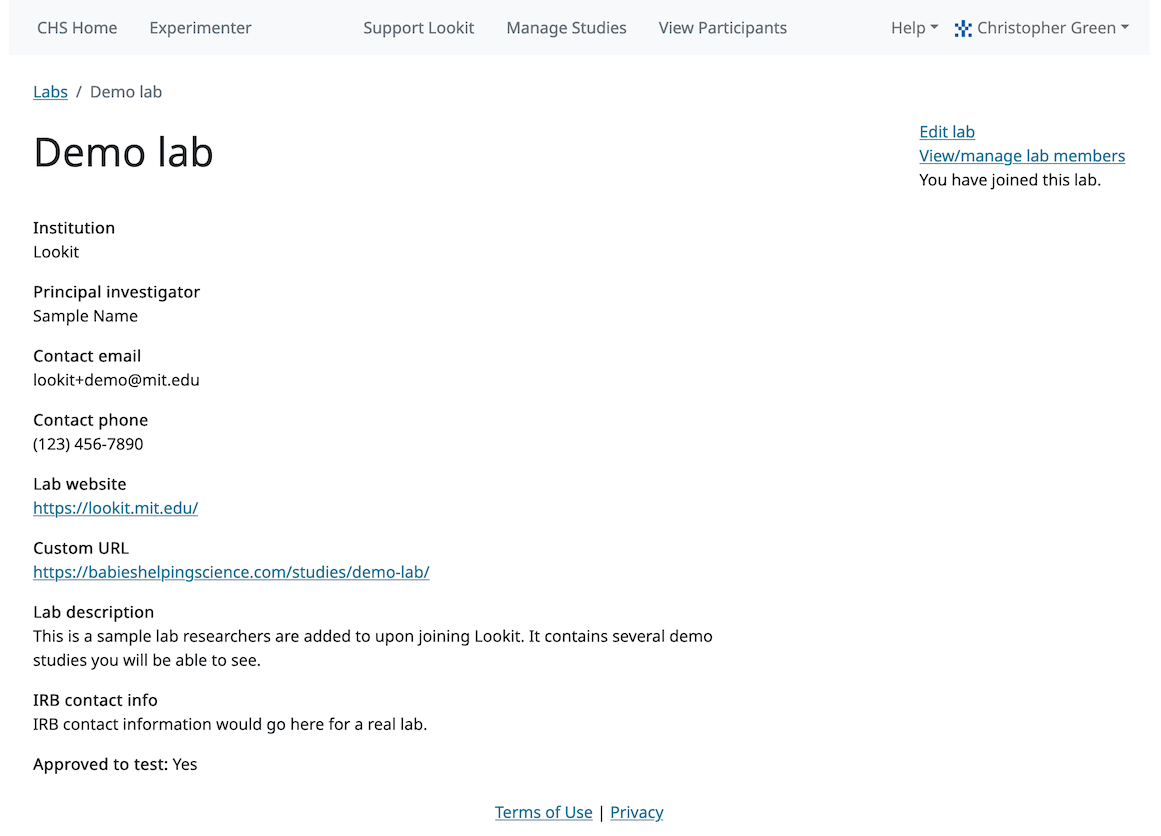 CHS Home Experimenter Support Lookit Manage Studies View Participants Help Christopher Green
Labs / Demo lab
Demo lab
Edit lab
View/manage lab members
You have joined this lab.
Institution
Lookit
Principal investigator
Sample Name
Contact email
lookit+demo@mit.edu
Contact phone
(123) 456-7890
Lab website
https://lookit.mit.edu/
Custom URL
https://babieshelpingscience.com/studies/demo-lab/
Lab description
This is a sample lab researchers are added to upon joining Lookit. It contains several demo
studies you will be able to see.
IRB contact info
IRB contact information would go here for a real lab.
Approved to test: Yes
Terms of Use | Privacy